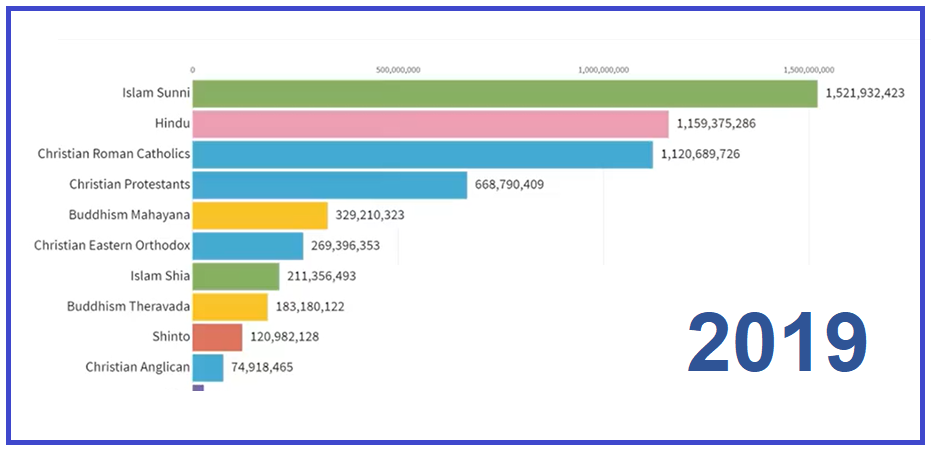 0 500,000,000 1,000,000,000 1,500,000,000
Islam Sunni 1,521,932,423
Hindu 1,159,375,286
Christian Roman Catholics 1,120,689,726
Christian Protestants 668,790,409
Buddhism Mahayana 329,210,323
Christian Eastern Orthodox 269,396,353
Islam Shia 211,356,493
Buddhism Theravada 183,180,122
Shinto 120,982,128
Christian Anglican 74,918,465
2019